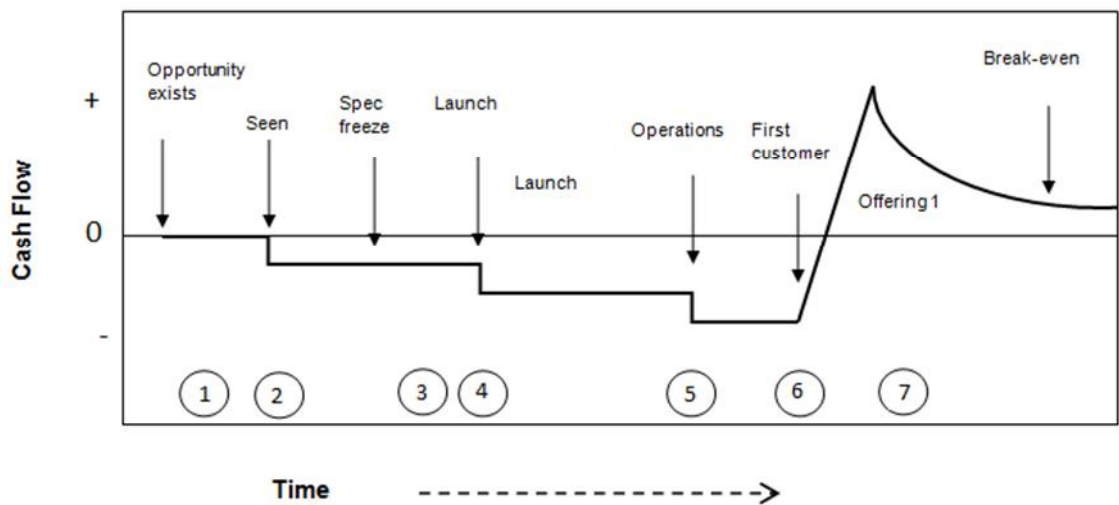 Opportunity
exists
Seen
Spec
freeze
Launch
Launch
Operations
First
customer
Break-even
Offering 1
+
0
-
Cash Flow
1
2
3
4
5
6
7
Time